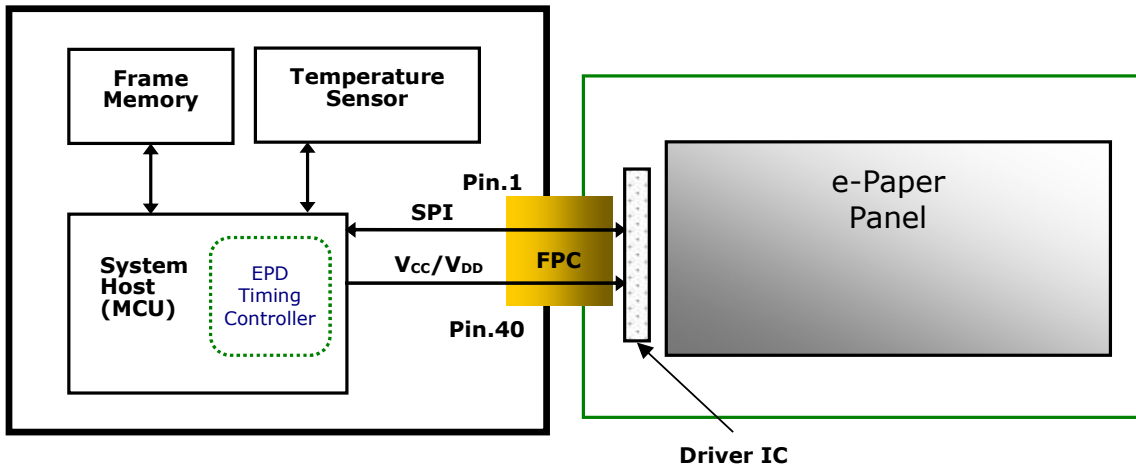 Frame
Memory
Temperature
Sensor
Pin.1
SPI
System
Host
(MCU)
EPD
Timing
Controller
VCC/VDD
FPC
Pin.40
e-Paper
Panel
Driver IC